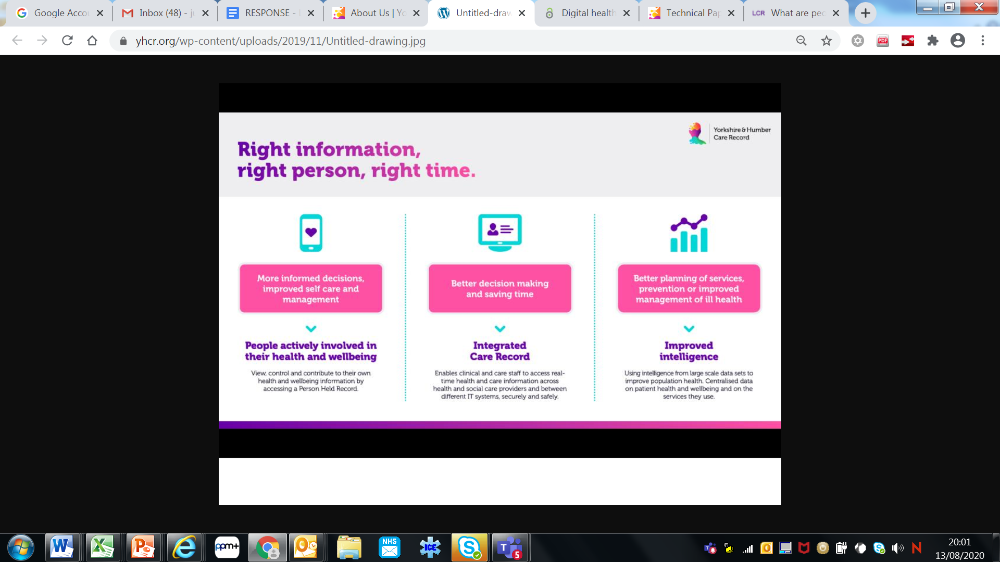 Google Accou
Inbox (48) - ju
RESPONSE -
About Us | Yo
Untitled-draw
Digital health
Technical Pap
LCR What are peo
yhcr.org/wp-content/uploads/2019/11/Untitled-drawing.jpg
PDF
Yorkshire & Humber
Care Record
Right information,
right person, right time.
More informed decisions,
improved self care and
management
People actively involved in
their health and wellbeing
View, control and contribute to their own
health and wellbeing information by
accessing a Person Held Record.
Better decision making
and saving time
Integrated
Care Record
Enables clinical and care staff to access real-
time health and care information across
health and social care providers and between
different IT systems, securely and safely.
Better planning of services,
prevention or improved
management of ill health
Improved
intelligence
Using intelligence from large scale data sets to
improve population health. Centralised data
on patient health and wellbeing and on the
services they use.
ppm+
NHS
ICE
5
20:01
13/08/2020